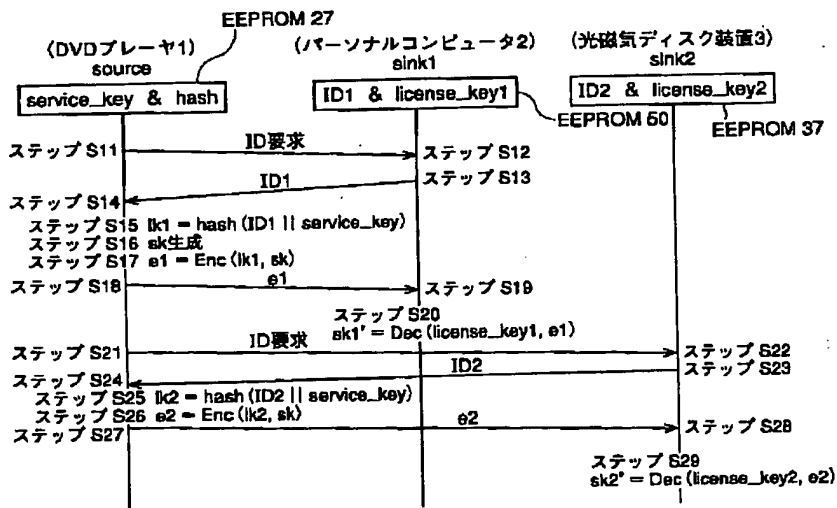 EEPROM 27
(DVDプレーヤ1)
source
service_key & hash
(パーソナルコンピュータ2)
sink1
ID1 & license_key1
EEPROM 50
(光磁気ディスク装置3)
sink2
ID2 & license_key2
EEPROM 37
ステップ S11
ID要求
ステップ S12
ステップ S14
ID1
ステップ S13
ステップ S15 lk1 = hash (ID1 || service_key)
ステップ S16 sk生成
ステップ S17 e1 = Enc (lk1, sk)
ステップ S18
e1
ステップ S19
ステップ S20
sk1' = Dec (license_key1, e1)
ステップ S21
ID要求
ステップ S22
ステップ S24
ID2
ステップ S23
ステップ S25 lk2 = hash (ID2 || service_key)
ステップ S26 e2 = Enc (lk2, sk)
ステップ S27
e2
ステップ S28
ステップ S29
sk2' = Dec (license_key2, e2)